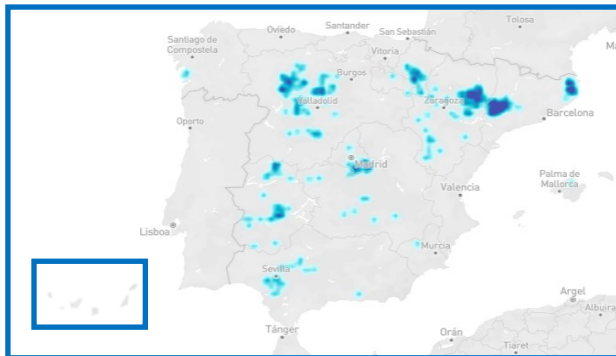 Tolosa
Santander
Oviedo
San Sebastián
Santiago de
Compostela
Vitoria
Burgos
Valladolid
Zaragoza
Barcelona
Oporto
Madrid
Palma de
Mallorca
Valencia
Lisboa
Murcia
Sevilla
Argel
Albuira
Tánger
Orán
Tiaret